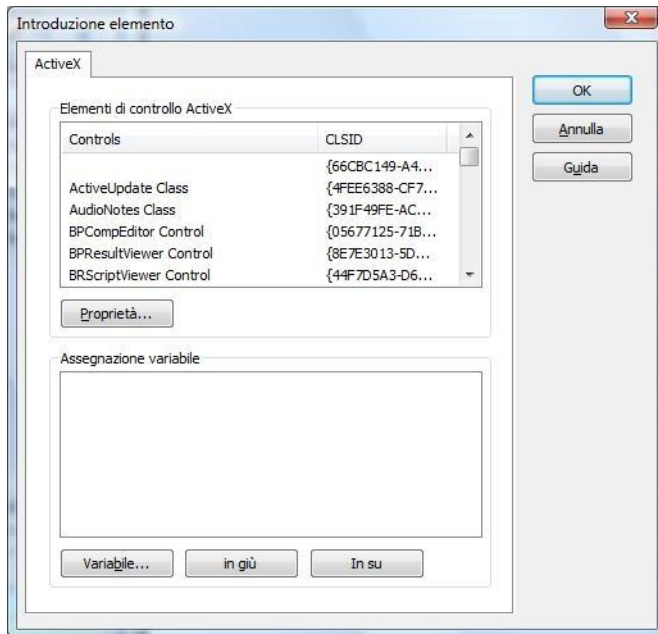 Introduzione elemento
ActiveX
Elementi di controllo ActiveX
Controls CLSID
{66CBC149-A4...
ActiveUpdate Class {4FEE6388-CF7...
AudioNotes Class {391F49FE-AC...
BPCompEditor Control {05677125-71B...
BPResultViewer Control {8E7E3013-5D...
BRScriptViewer Control {44F7D5A3-D6...
Proprietà...
Assegnazione variabile
Variabile... in giù In su
OK
Annulla
Guida